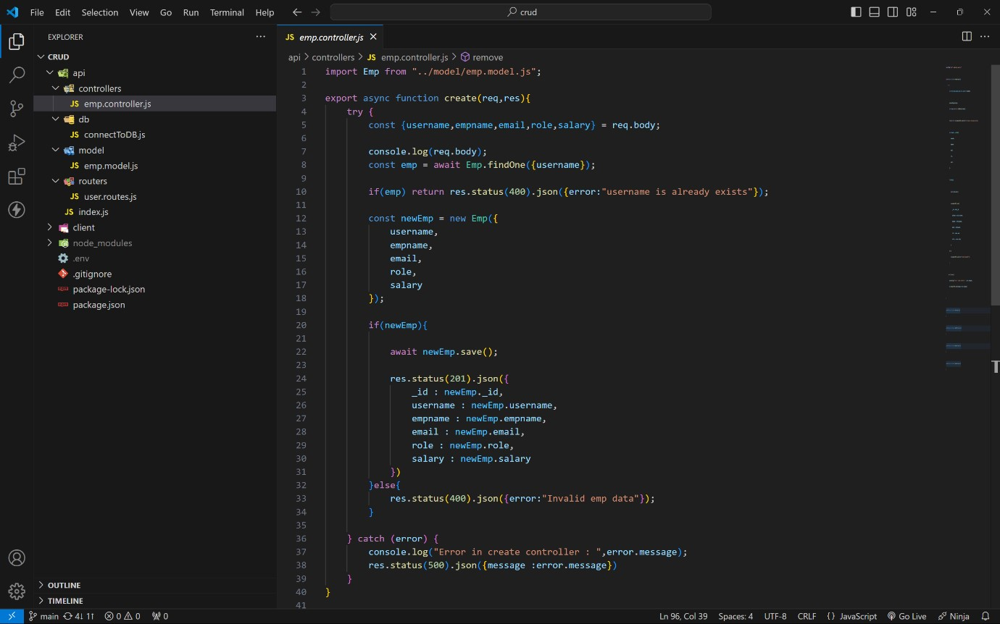 File Edit Selection View Go Run Terminal Help crud
EXPLORER
CRUD
api
controllers
JS emp.controller.js
db
JS connectToDB.js
model
JS emp.model.js
routers
JS user.routes.js
JS index.js
client
node_modules
.env
.gitignore
package-lock.json
package.json
OUTLINE
TIMELINE
JS emp.controller.js
api > controllers > JS emp.controller.js > remove
1 import Emp from "../model/emp.model.js";
2
3 export async function create(req,res){
4 try {
5 const {username,empname,email,role,salary} = req.body;
6
7 console.log(req.body);
8 const emp = await Emp.findOne({username});
9
10 if(emp) return res.status(400).json({error:"username is already exists"});
11
12 const newEmp = new Emp({
13 username,
14 empname,
15 email,
16 role,
17 salary
18 });
19
20 if(newEmp){
21
22 await newEmp.save();
23
24 res.status(201).json({
25 _id : newEmp._id,
26 username : newEmp.username,
27 empname : newEmp.empname,
28 email : newEmp.email,
29 role : newEmp.role,
30 salary : newEmp.salary
31 })
32 }else{
33 res.status(400).json({error:"Invalid emp data"});
34 }
35
36 } catch (error) {
37 console.log("Error in create controller : ",error.message);
38 res.status(500).json({message :error.message})
39 }
40 }
41
main 4↓ 1↑ 0 0 0 Ln 96, Col 39 Spaces: 4 UTF-8 CRLF {} JavaScript Go Live Ninja